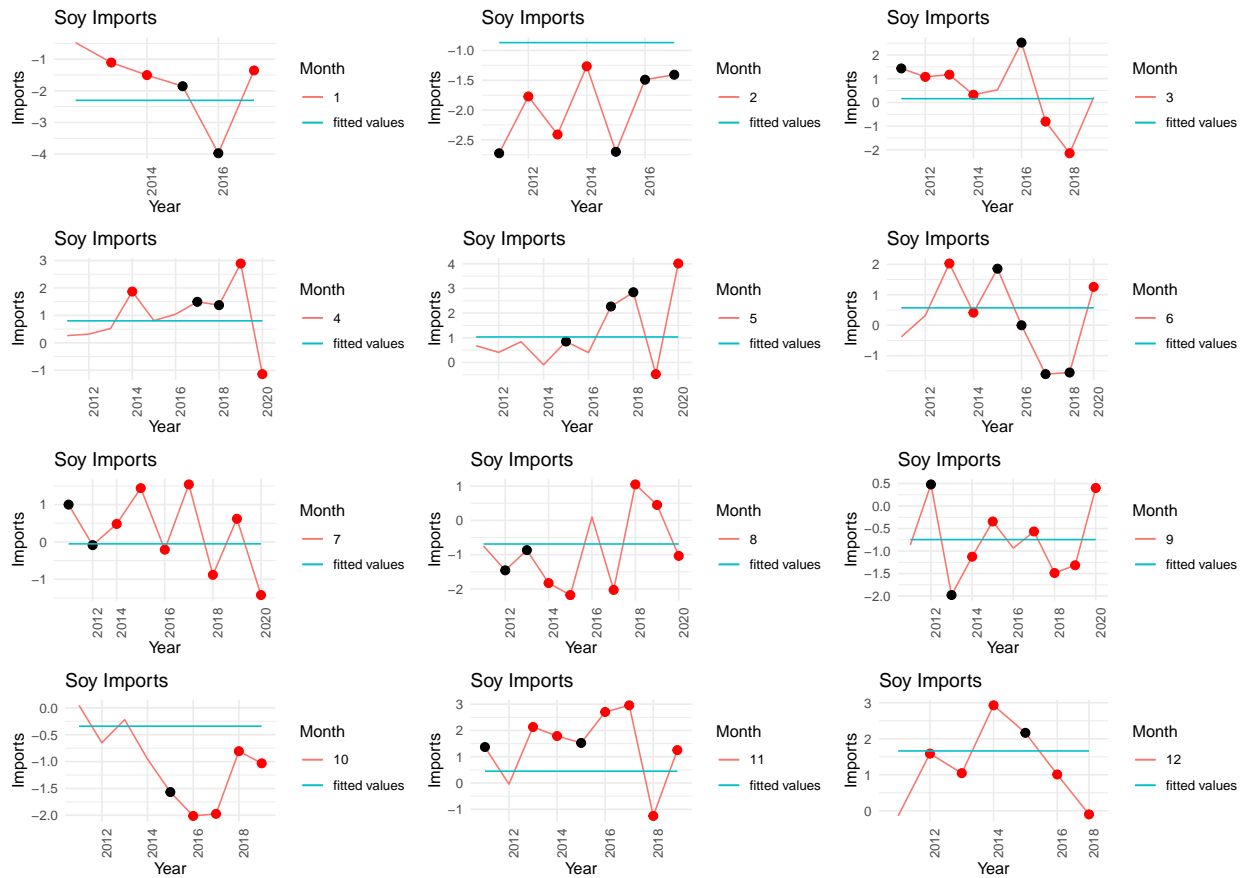 Soy Imports
Imports
−1
−2
−3
−4
2014
2016
Year
Month
1
fitted values
Soy Imports
Imports
−1.0
−1.5
−2.0
−2.5
2012
2014
2016
Year
Month
2
fitted values
Soy Imports
Imports
2
1
0
−1
−2
2012
2014
2016
2018
Year
Month
3
fitted values
Soy Imports
Imports
3
2
1
0
−1
2012
2014
2016
2018
2020
Year
Month
4
fitted values
Soy Imports
Imports
4
3
2
1
0
2012
2014
2016
2018
2020
Year
Month
5
fitted values
Soy Imports
Imports
2
1
0
−1
2012
2014
2016
2018
2020
Year
Month
6
fitted values
Soy Imports
Imports
1
0
−1
2012
2014
2016
2018
2020
Year
Month
7
fitted values
Soy Imports
Imports
1
0
−1
−2
2012
2014
2016
2018
2020
Year
Month
8
fitted values
Soy Imports
Imports
0.5
0.0
−0.5
−1.0
−1.5
−2.0
2012
2014
2016
2018
2020
Year
Month
9
fitted values
Soy Imports
Imports
0.0
−0.5
−1.0
−1.5
−2.0
2012
2014
2016
2018
Year
Month
10
fitted values
Soy Imports
Imports
3
2
1
0
−1
2012
2014
2016
2018
Year
Month
11
fitted values
Soy Imports
Imports
3
2
1
0
2012
2014
2016
2018
Year
Month
12
fitted values